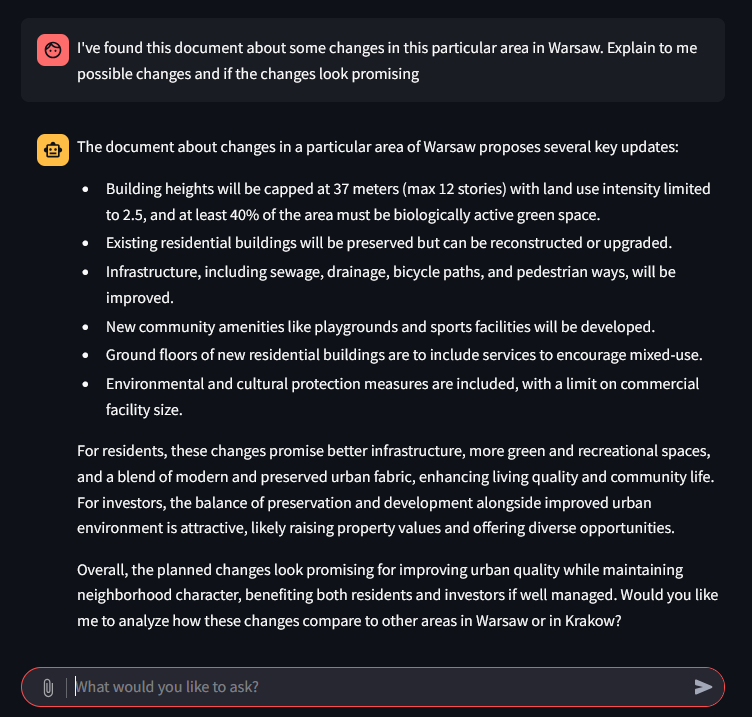 I've found this document about some changes in this particular area in Warsaw. Explain to me
possible changes and if the changes look promising
The document about changes in a particular area of Warsaw proposes several key updates:
• Building heights will be capped at 37 meters (max 12 stories) with land use intensity limited
to 2.5, and at least 40% of the area must be biologically active green space.
• Existing residential buildings will be preserved but can be reconstructed or upgraded.
• Infrastructure, including sewage, drainage, bicycle paths, and pedestrian ways, will be
improved.
• New community amenities like playgrounds and sports facilities will be developed.
• Ground floors of new residential buildings are to include services to encourage mixed-use.
• Environmental and cultural protection measures are included, with a limit on commercial
facility size.
For residents, these changes promise better infrastructure, more green and recreational spaces,
and a blend of modern and preserved urban fabric, enhancing living quality and community life.
For investors, the balance of preservation and development alongside improved urban
environment is attractive, likely raising property values and offering diverse opportunities.
Overall, the planned changes look promising for improving urban quality while maintaining
neighborhood character, benefiting both residents and investors if well managed. Would you like
me to analyze how these changes compare to other areas in Warsaw or in Krakow?
What would you like to ask?